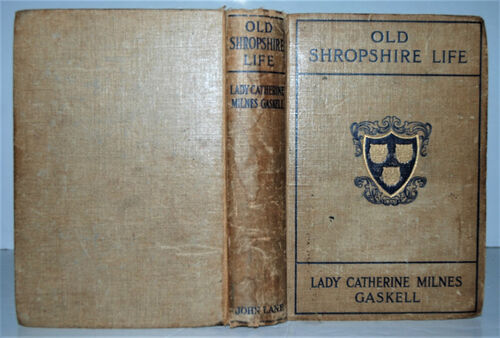 OLD
SHROPSHIRE
LIFE
LADY CATHERINE
MILNES
GASKELL
JOHN LANE
OLD
SHROPSHIRE LIFE
LADY CATHERINE MILNES
GASKELL